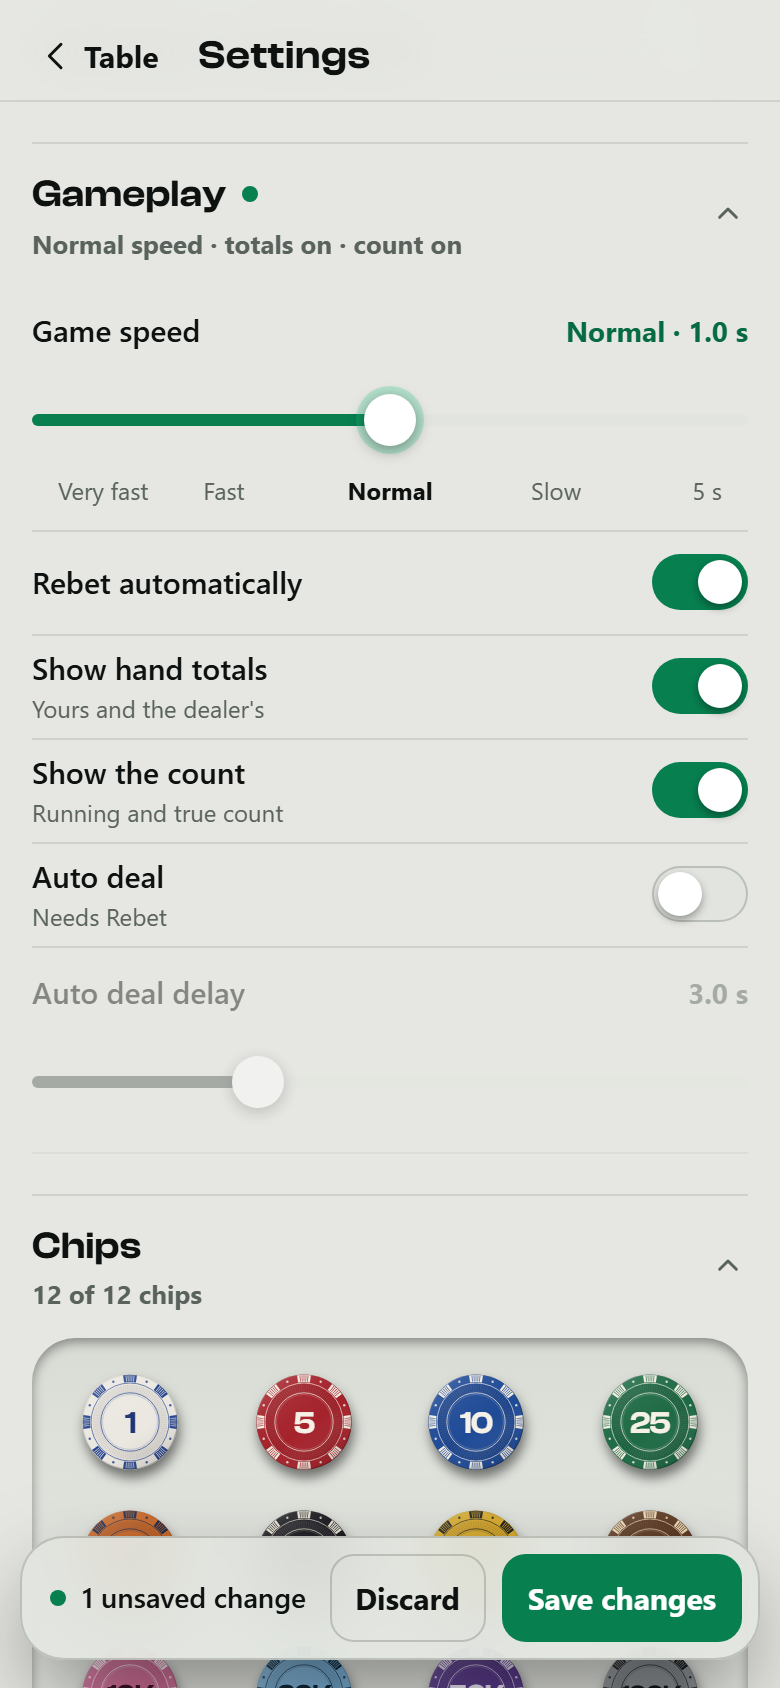 Table Settings
Gameplay
Normal speed · totals on · count on
Game speed Normal · 1.0 s
Very fast Fast Normal Slow 5 s
Rebet automatically
Show hand totals
Yours and the dealer's
Show the count
Running and true count
Auto deal
Needs Rebet
Auto deal delay 3.0 s
Chips
12 of 12 chips
1 5 10 25
1 unsaved change Discard Save changes